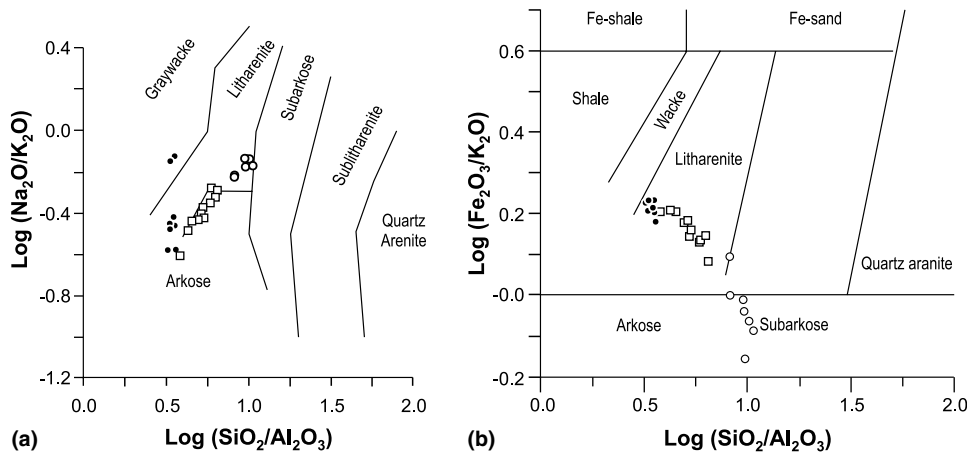 0.4
0.0
-0.4
-0.8
-1.2
0.0
0.5
1.0
1.5
2.0
Log (Na₂O/K₂O)
Log (SiO₂/Al₂O₃)
(a)
Graywacke
Litharenite
Subarkose
Sublitharenite
Quartz
Arenite
Arkose
0.6
0.4
0.2
-0.0
-0.2
0.0
0.5
1.0
1.5
2.0
Log (Fe₂O₃/K₂O)
Log (SiO₂/Al₂O₃)
(b)
Fe-shale
Fe-sand
Shale
Wacke
Litharenite
Quartz aranite
Arkose
Subarkose